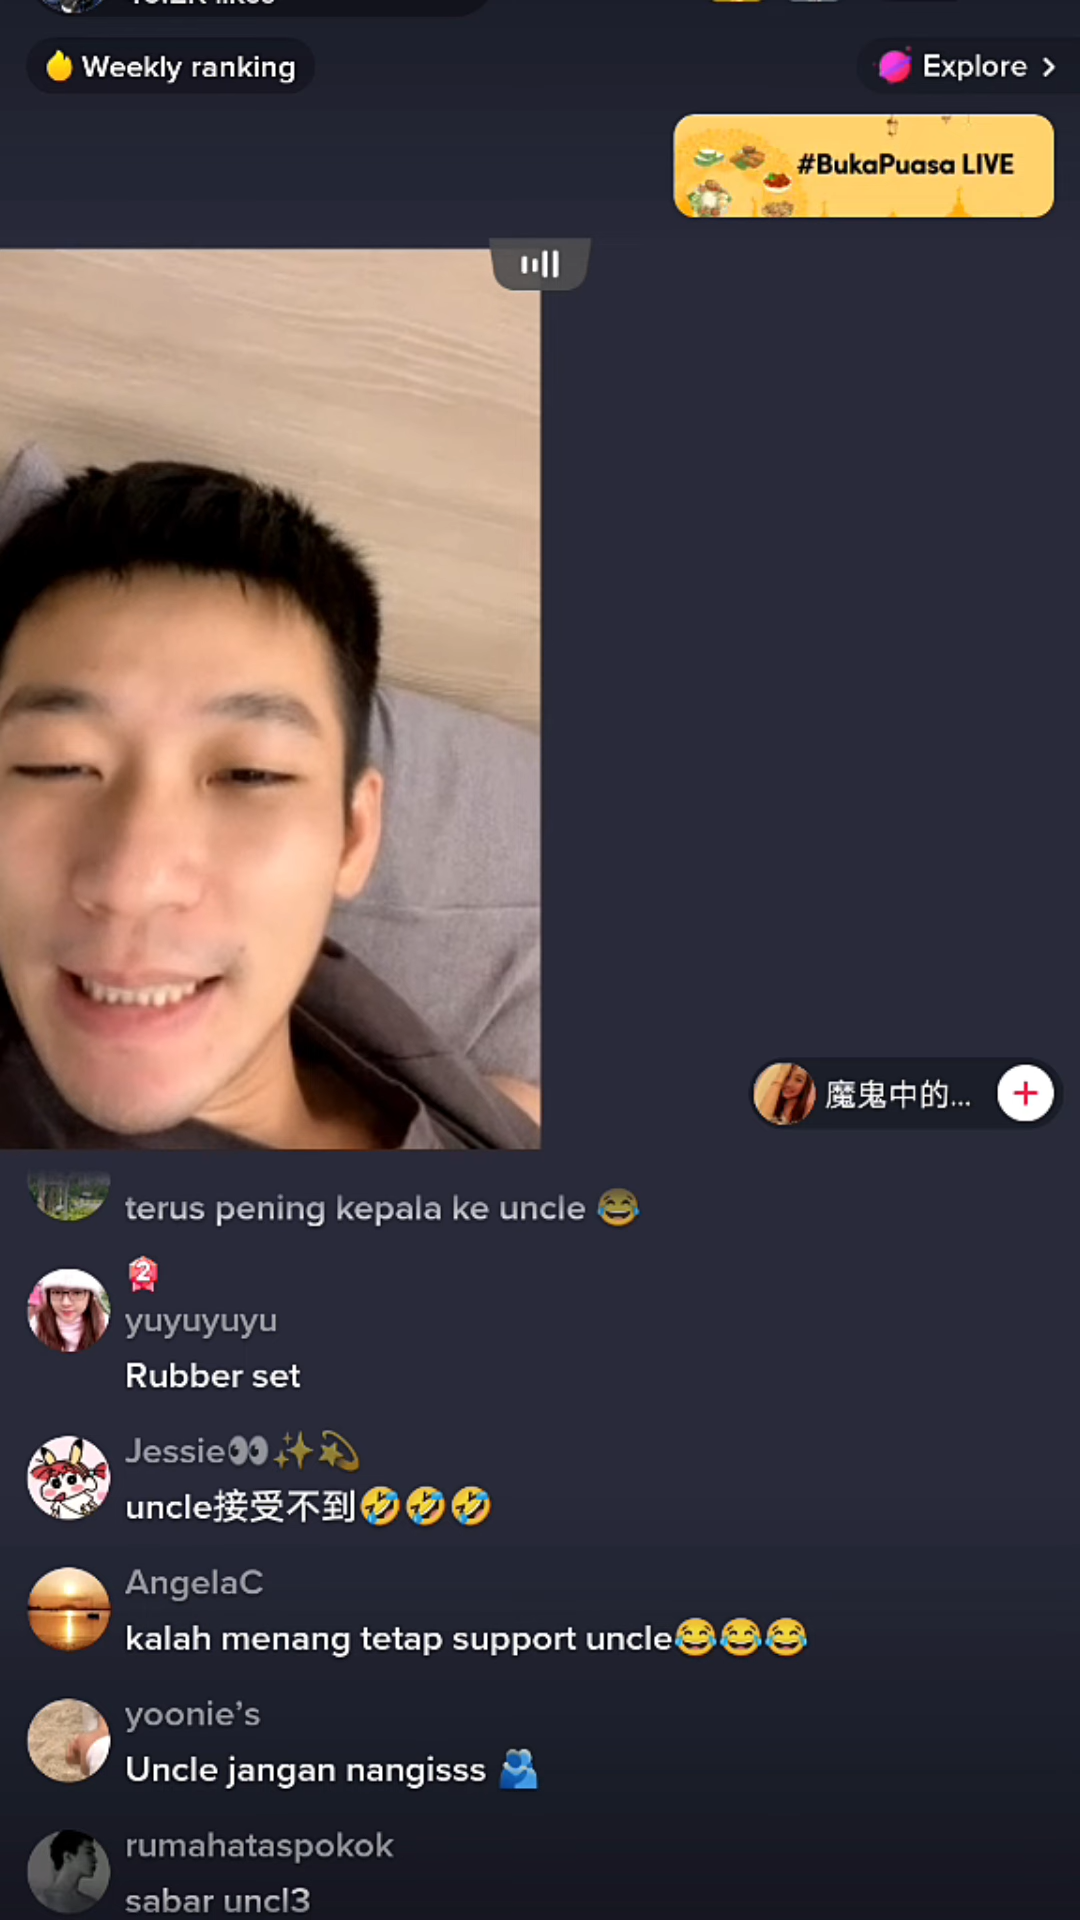 Weekly ranking
Explore >
#BukaPuasa LIVE
魔鬼中的...
terus pening kepala ke uncle 😂
2
yuyuyuyu
Rubber set
Jessie👀✨💫
uncle接受不到🤣🤣🤣
AngelaC
kalah menang tetap support uncle😂😂😂
yoonie’s
Uncle jangan nangisss 🫂
rumahataspokok
sabar uncl3